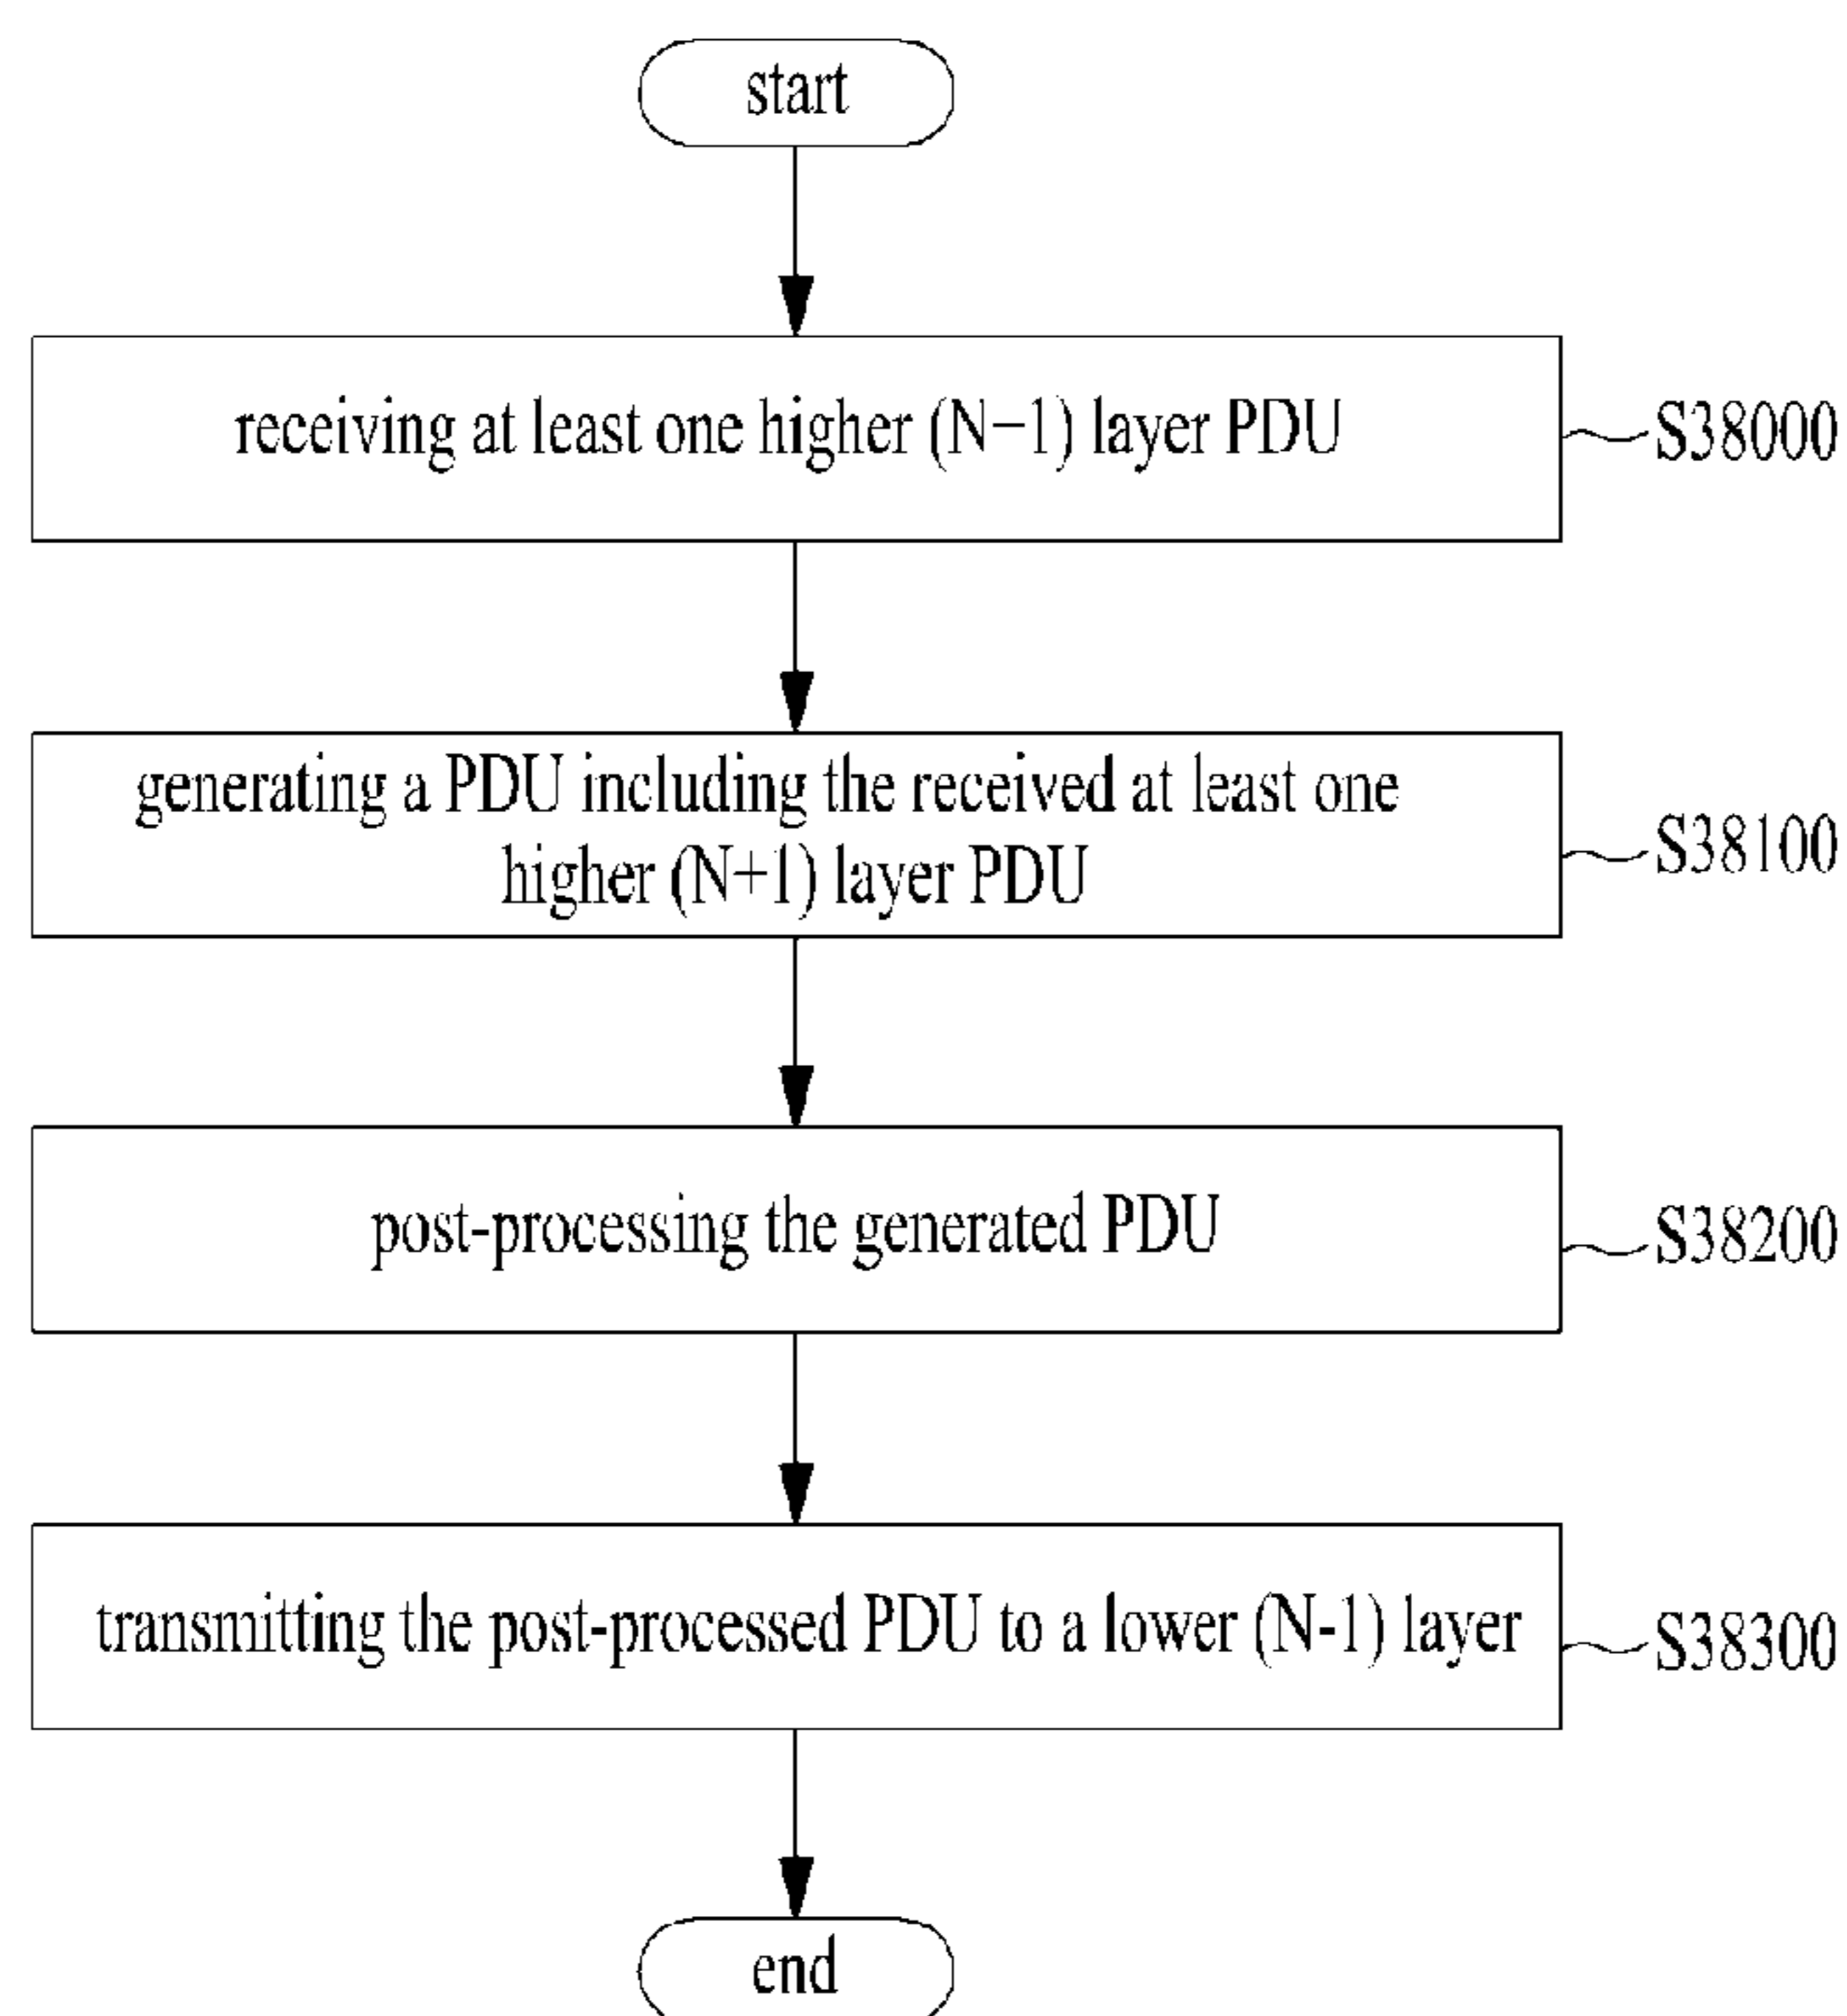 start
receiving at least one higher (N−1) layer PDU
S38000
generating a PDU including the received at least one
higher (N+1) layer PDU
S38100
post-processing the generated PDU
S38200
transmitting the post-processed PDU to a lower (N-1) layer
S38300
end